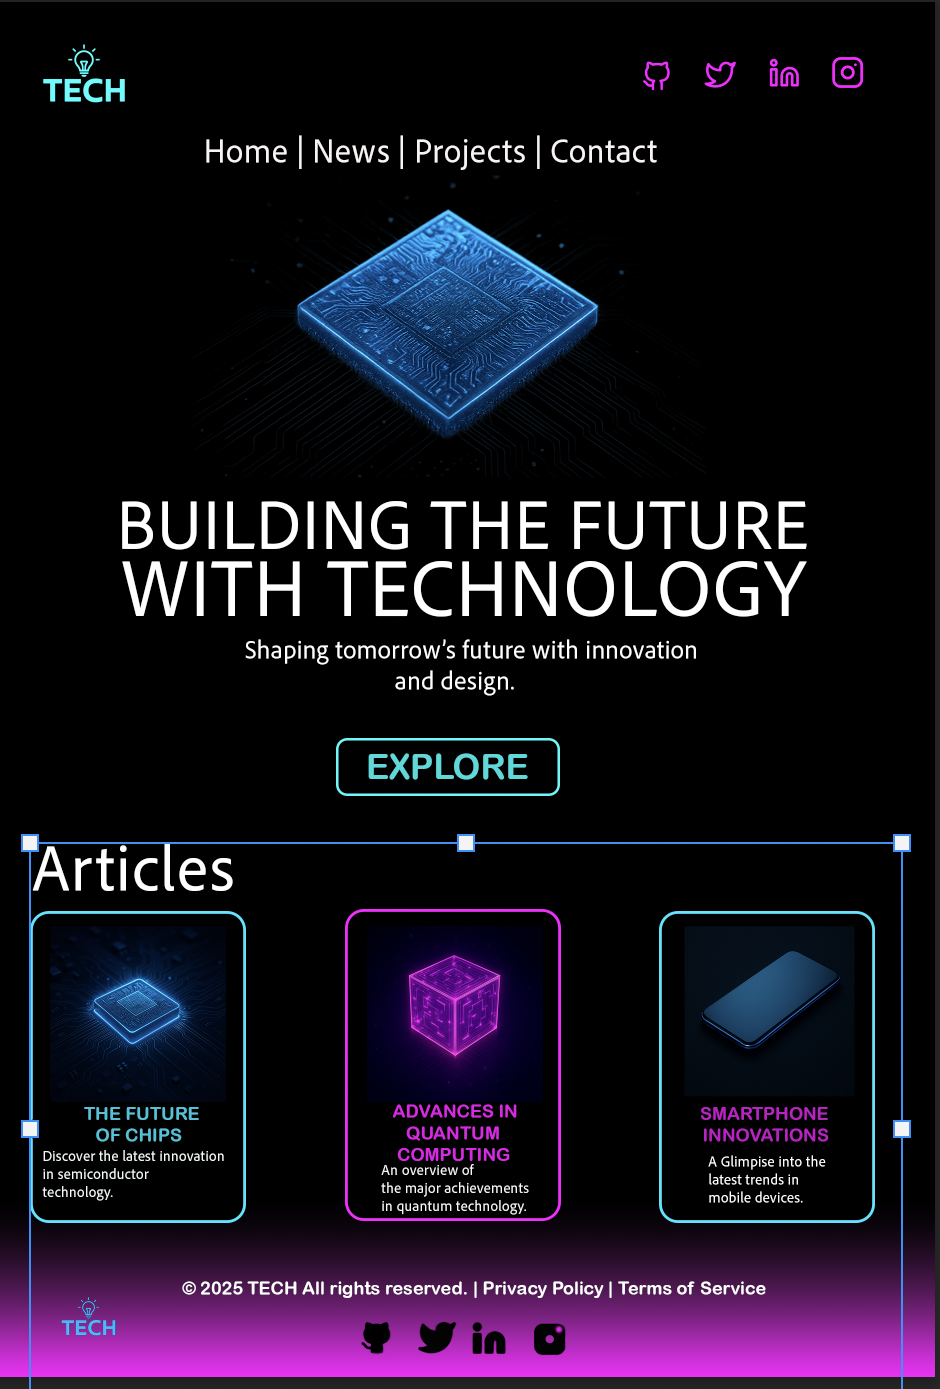 TECH
Home | News | Projects | Contact
BUILDING THE FUTURE
WITH TECHNOLOGY
Shaping tomorrow's future with innovation
and design.
EXPLORE
Articles
THE FUTURE
OF CHIPS
Discover the latest innovation
in semiconductor
technology.
ADVANCES IN
QUANTUM
COMPUTING
An overview of
the major achievements
in quantum technology.
SMARTPHONE
INNOVATIONS
A Glimpise into the
latest trends in
mobile devices.
© 2025 TECH All rights reserved. | Privacy Policy | Terms of Service
TECH